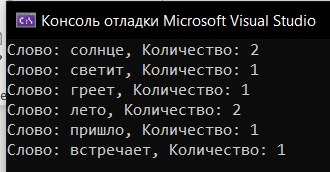 Консоль отладки Microsoft Visual Studio
Слово: солнце, Количество: 2
Слово: светит, Количество: 1
Слово: греет, Количество: 1
Слово: лето, Количество: 2
Слово: пришло, Количество: 1
Слово: встречает, Количество: 1